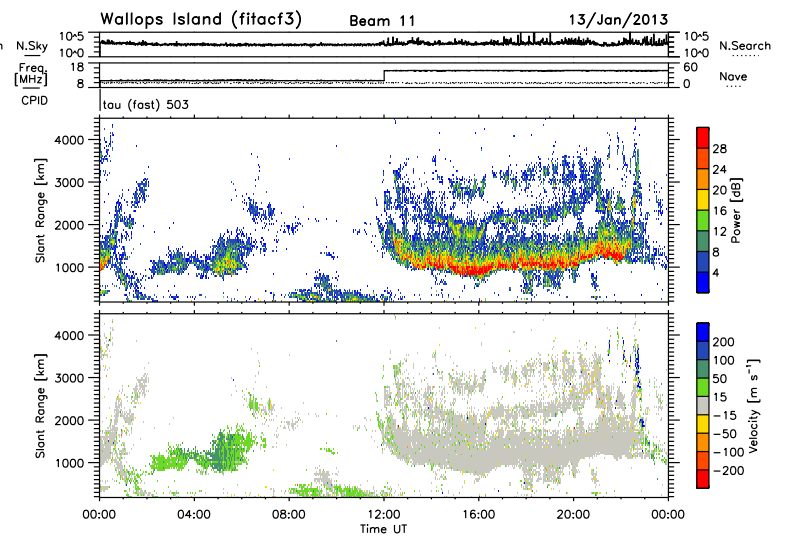 Wallops Island (fitacf3) Beam 11 13/Jan/2013
N.Sky 10^5 10^5 N.Search
10^0 10^0
Freq. 18 60 Nave
[MHz] 8 0
CPID tau (fast) 503
4000
3000
2000
1000
Slant Range [km]
28
24
20
16
12
8
4
Power [dB]
4000
3000
2000
1000
Slant Range [km]
200
100
50
15
−15
−50
−100
−200
Velocity [m s⁻¹]
00:00 04:00 08:00 12:00 16:00 20:00 00:00
Time UT